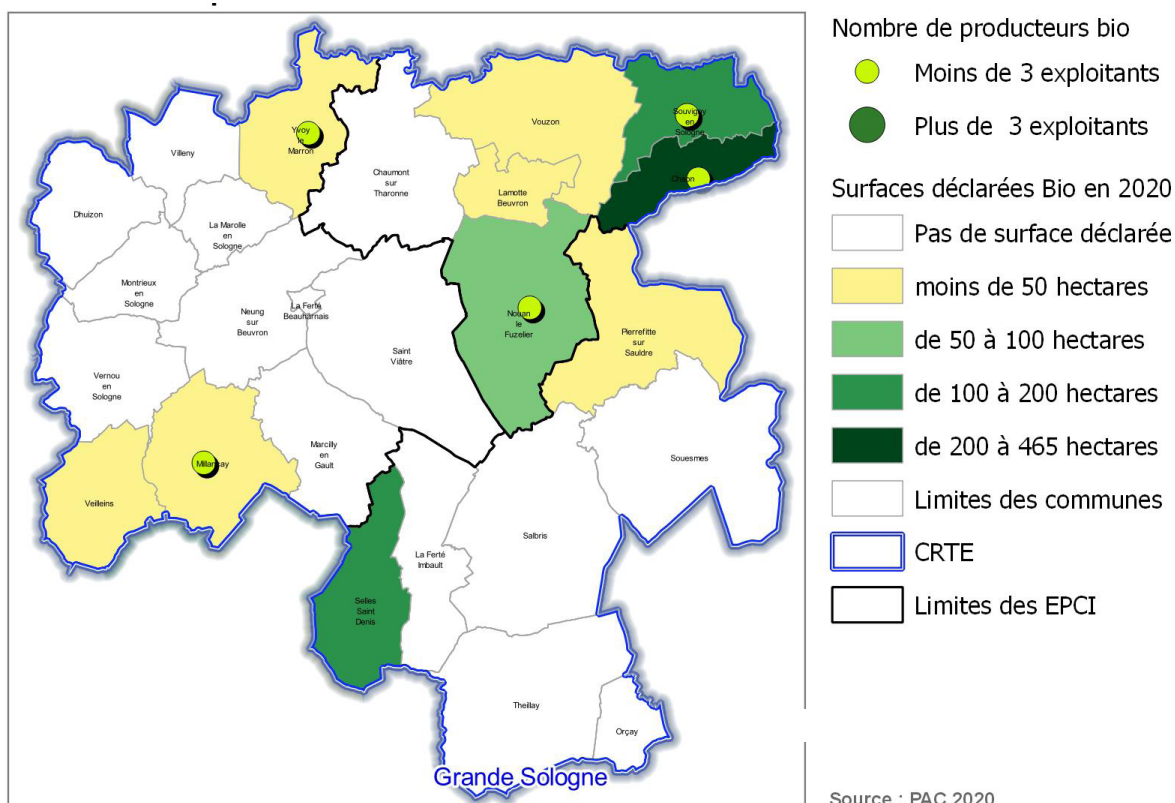 Yvoy
le
Marron
Villeny
Chaumont
sur
Tharonne
Vouzon
Souvigny
en
Sologne
Chaon
Lamotte
Beuvron
Dhuizon
La Marolle
en
Sologne
Montrieux
en
Sologne
Neung
sur
Beuvron
La Ferté
Beauharnais
Saint
Viâtre
Nouan
le
Fuzelier
Pierrefitte
sur
Sauldre
Vernou
en
Sologne
Marcilly
en
Gault
Millançay
Veilleins
Souesmes
Salbris
La Ferté
Imbault
Selles
Saint
Denis
Theillay
Orçay
Grande Sologne
Nombre de producteurs bio
Moins de 3 exploitants
Plus de 3 exploitants
Surfaces déclarées Bio en 2020
Pas de surface déclarée
moins de 50 hectares
de 50 à 100 hectares
de 100 à 200 hectares
de 200 à 465 hectares
Limites des communes
CRTE
Limites des EPCI
Source : PAC 2020